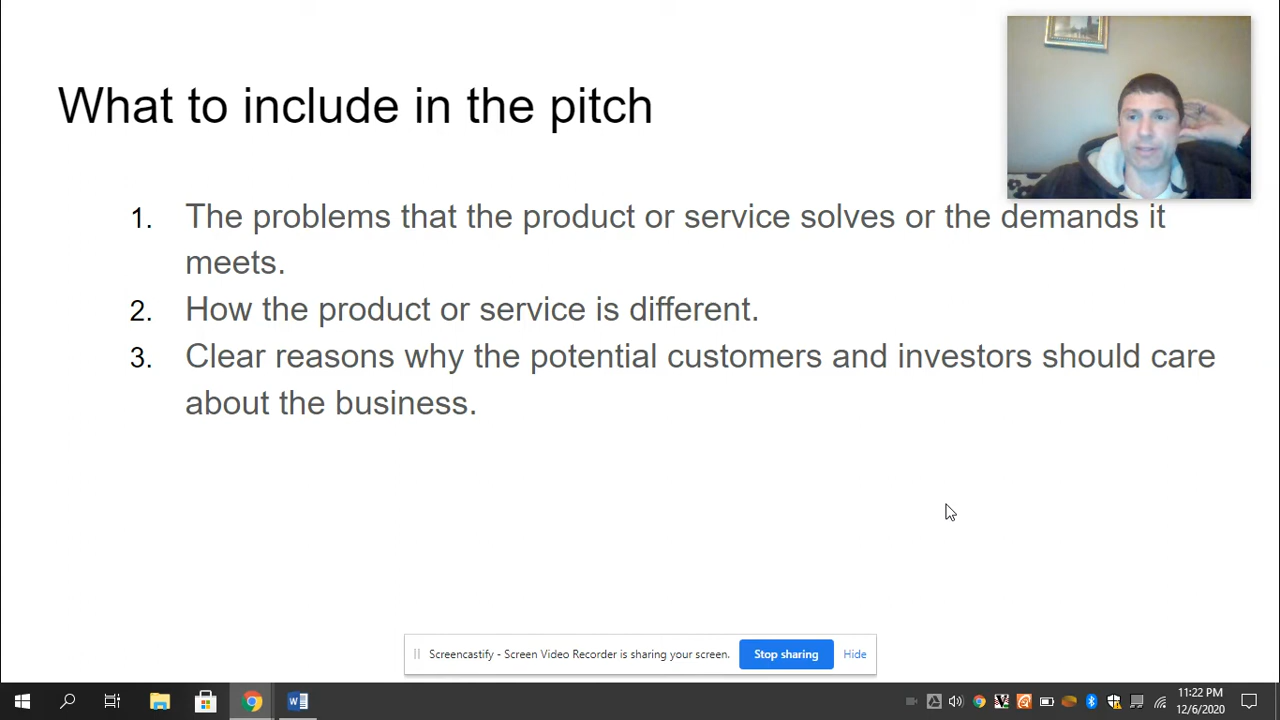 What to include in the pitch
1. The problems that the product or service solves or the demands it
meets.
2. How the product or service is different.
3. Clear reasons why the potential customers and investors should care
about the business.
Screencastify - Screen Video Recorder is sharing your screen. Stop sharing Hide
11:22 PM
12/6/2020